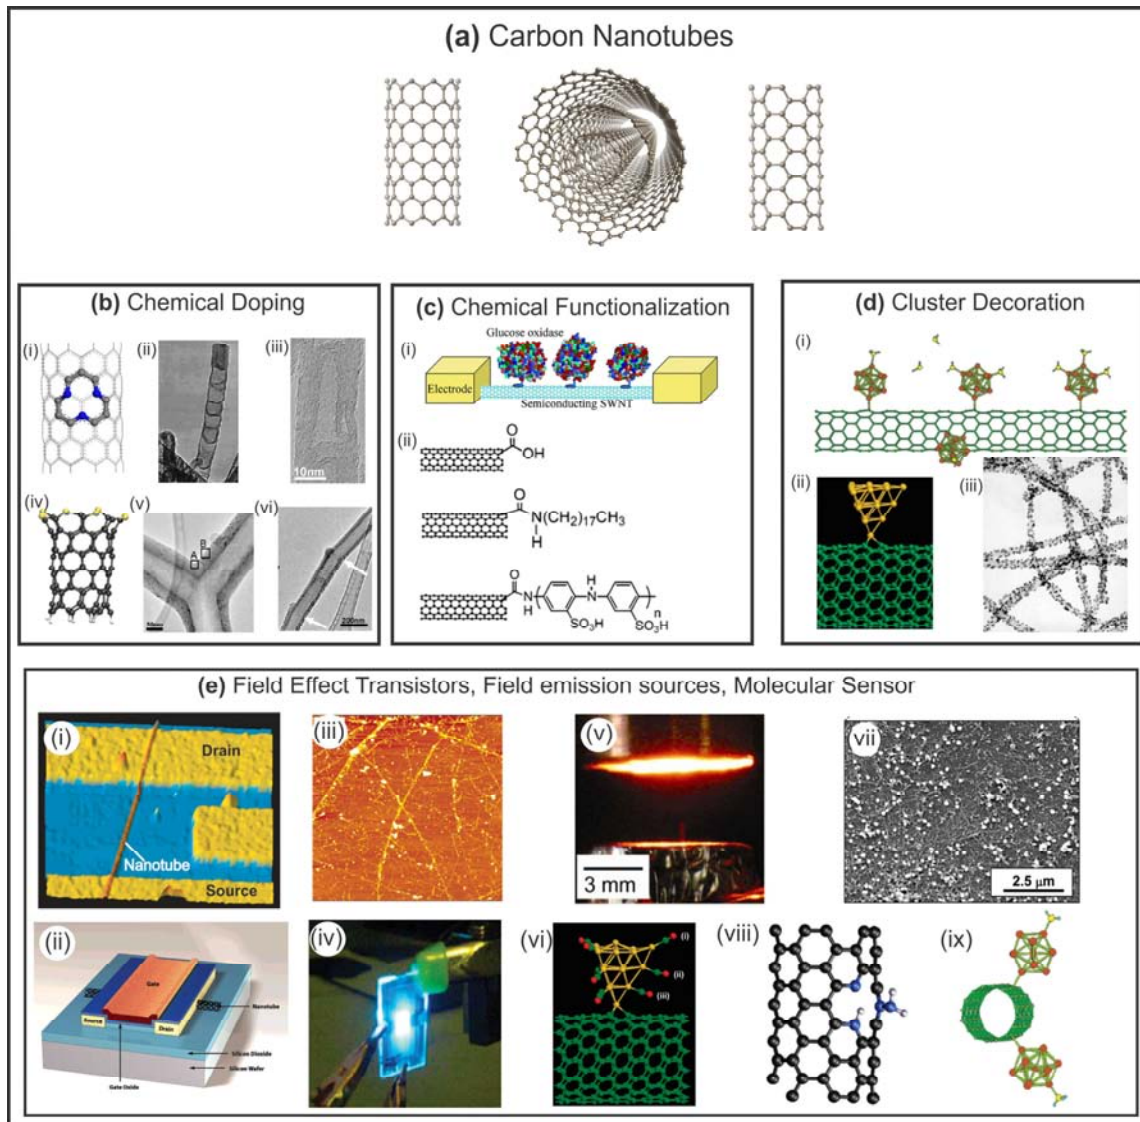 (a) Carbon Nanotubes
(b) Chemical Doping
(i)
(ii)
(iii)
10nm
(iv)
(v)
A
B
(vi)
200nm
(c) Chemical Functionalization
Glucose oxidase
(i)
Electrode
Semiconducting SWNT
(ii)
O
OH
O
N(CH2)17CH3
H
O
N
H
H
N
SO3H
SO3H
n
(d) Cluster Decoration
(i)
(ii)
(iii)
(e) Field Effect Transistors, Field emission sources, Molecular Sensor
(i)
Drain
Nanotube
Source
(iii)
(v)
3 mm
vii
2.5 μm
(ii)
Gate
Source
Drain
Nanotube
Silicon Dioxide
Silicon Wafer
Gate Oxide
(iv)
(vi)
(i)
(ii)
(iii)
(viii)
(ix)